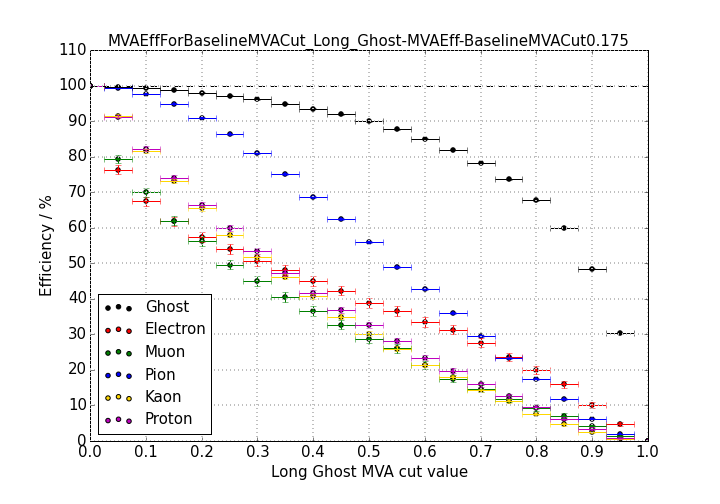 MVAEffForBaselineMVACut_Long_Ghost-MVAEff-BaselineMVACut0.175
110
100
90
80
70
60
50
40
30
20
10
0
Efficiency / %
Ghost
Electron
Muon
Pion
Kaon
Proton
0.0 0.1 0.2 0.3 0.4 0.5 0.6 0.7 0.8 0.9 1.0
Long Ghost MVA cut value